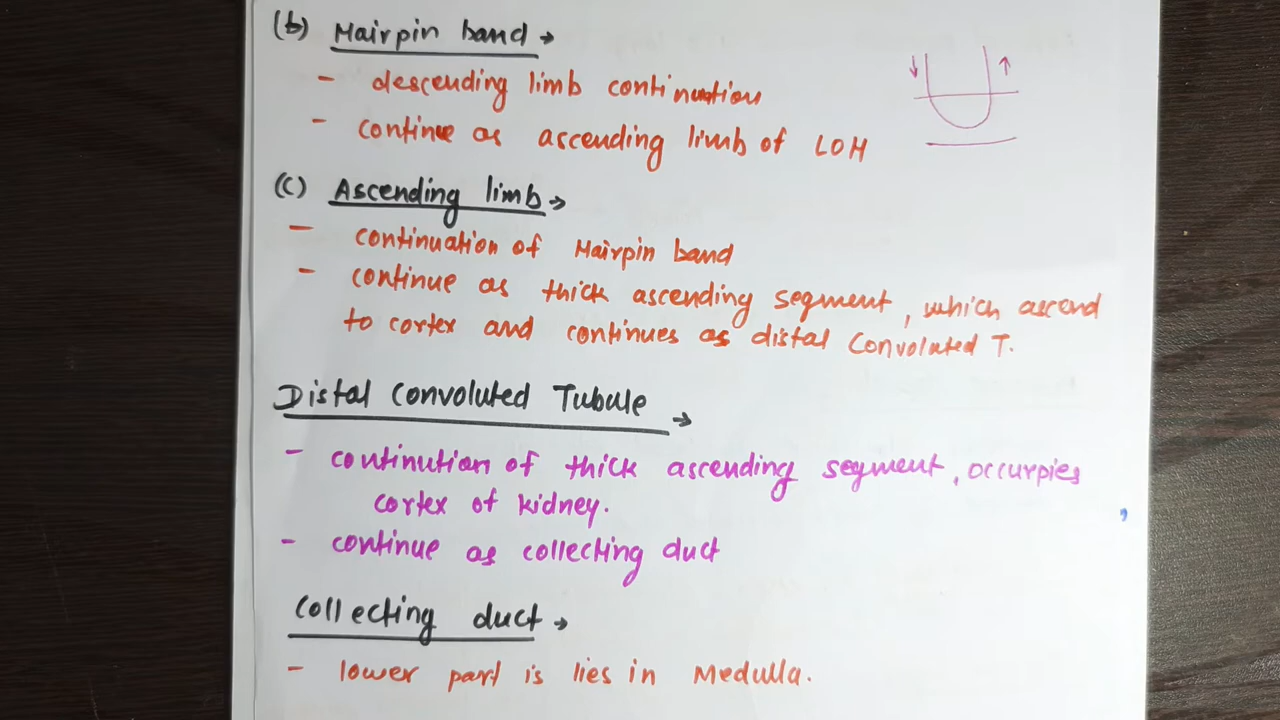 (b) Hairpin band →
- descending limb continuation
- continue as ascending limb of LOH
(c) Ascending limb →
- continuation of Hairpin band
- continue as thick ascending segment, which ascend
to cortex and continues as distal Convoluted T.
Distal Convoluted Tubule →
- continution of thick ascending segment, occurpies
cortex of kidney.
- continue as collecting duct
Collecting duct →
- lower part is lies in Medulla.